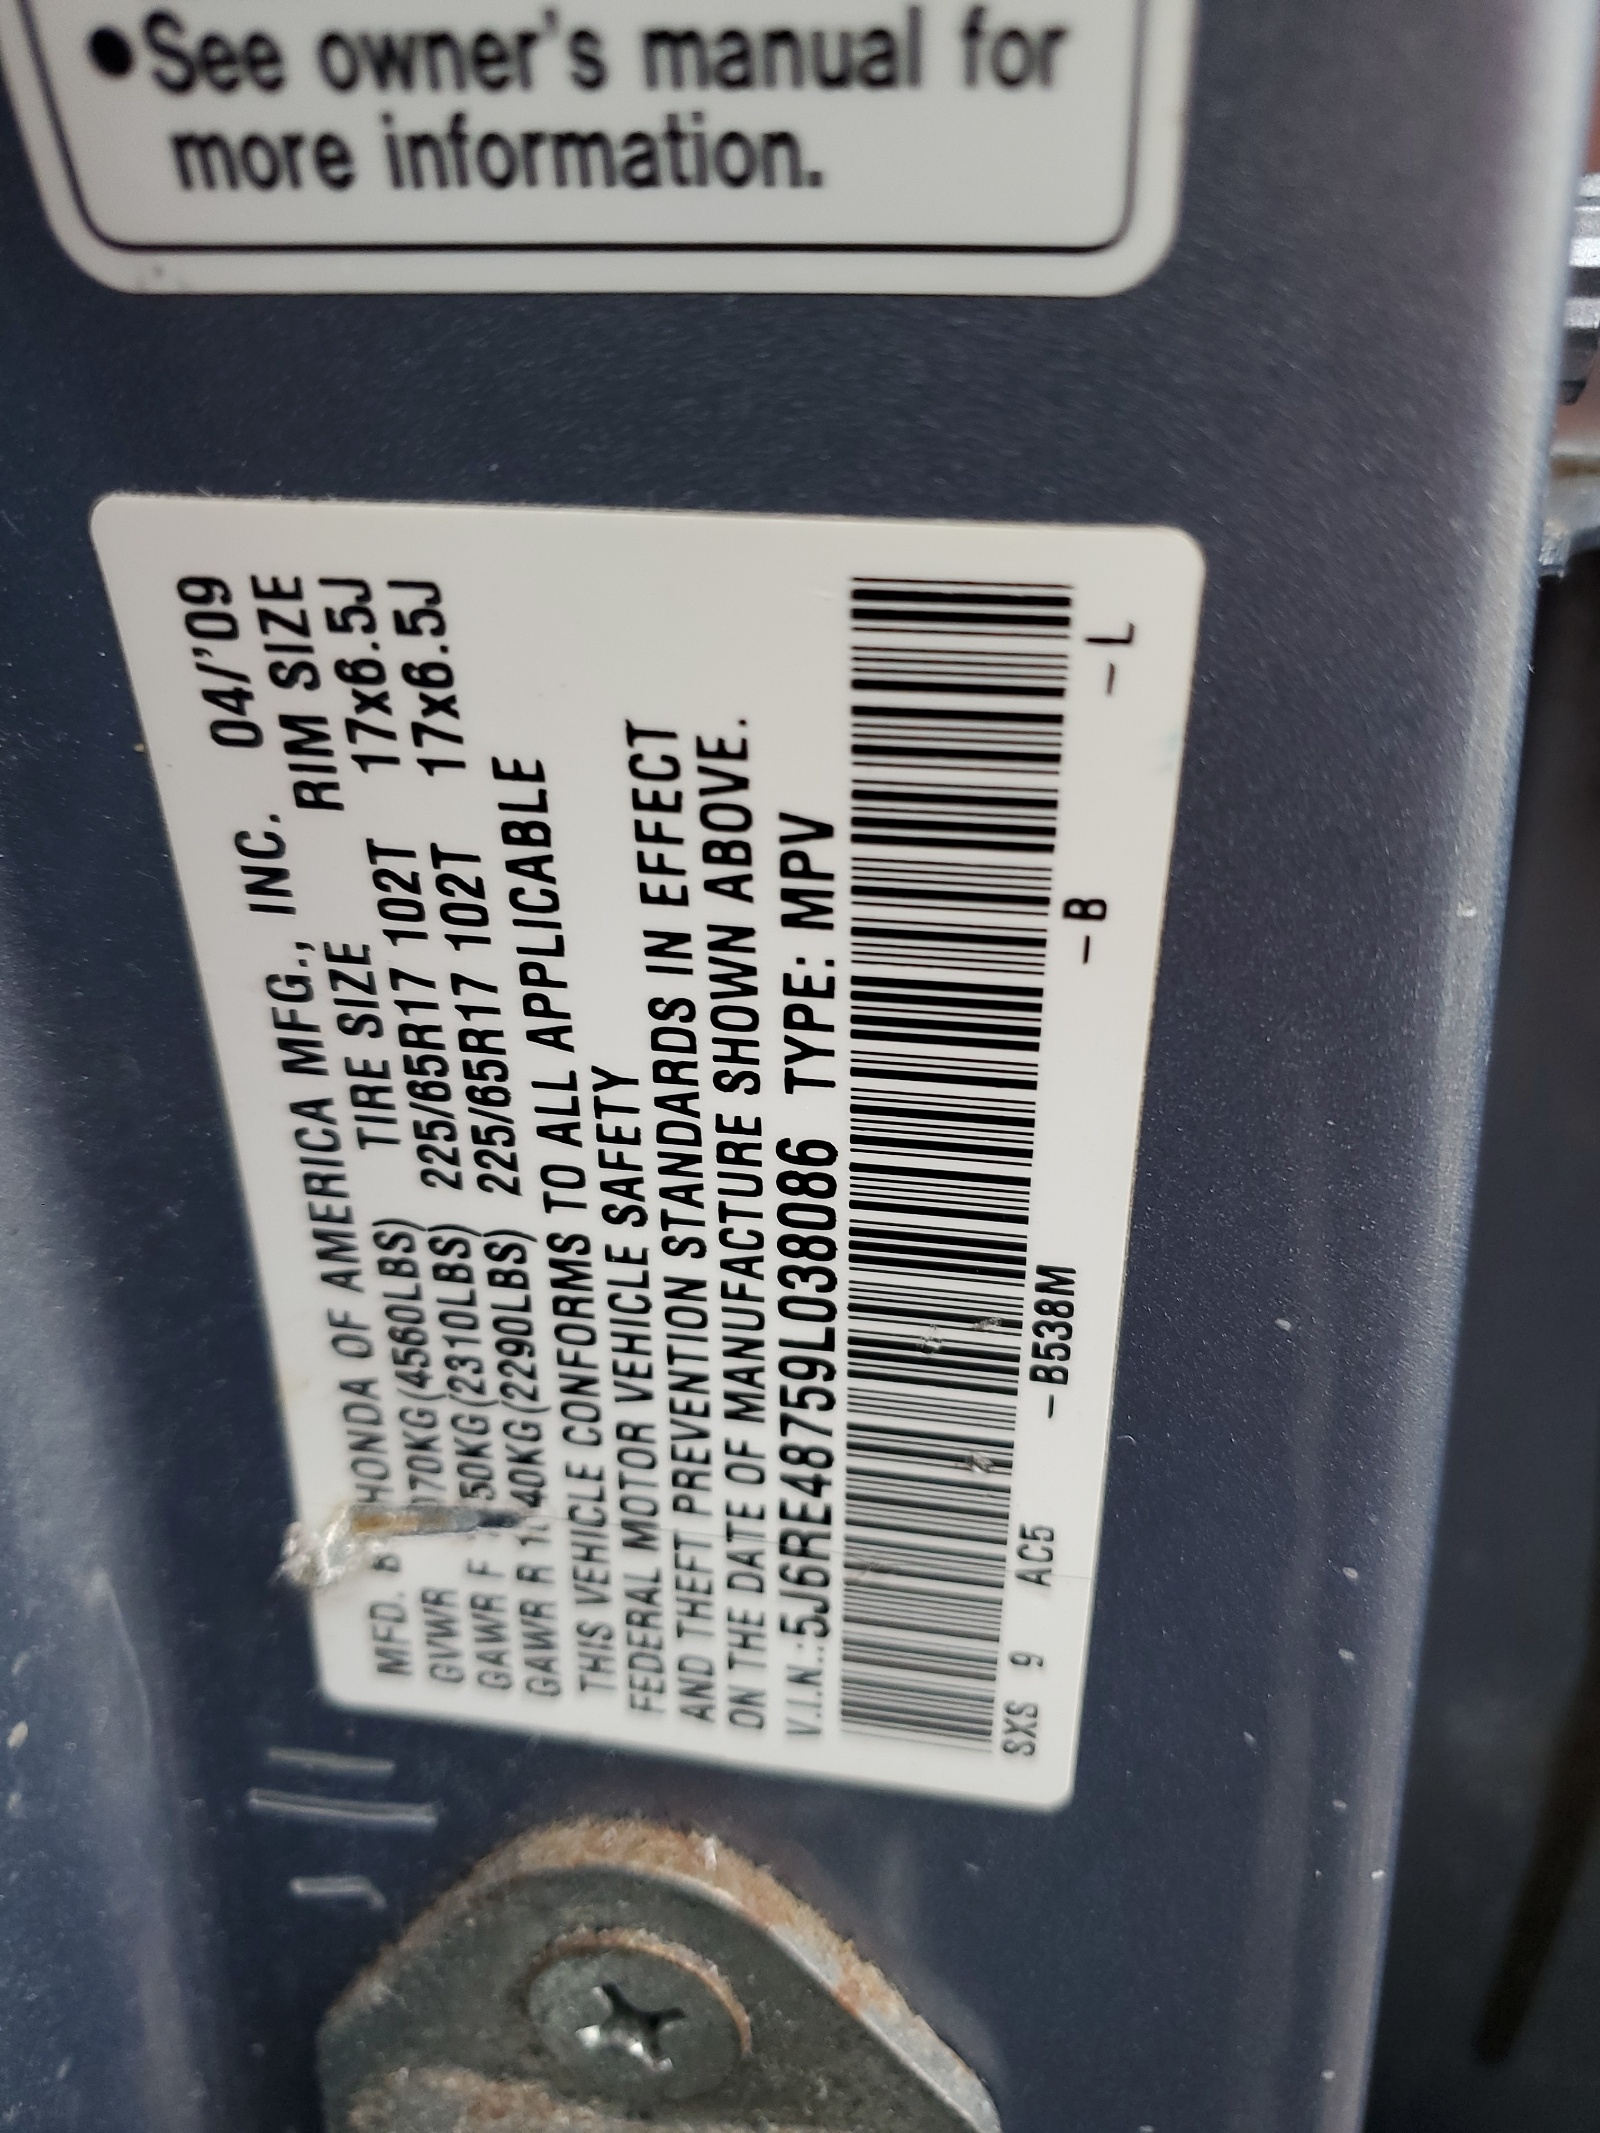 •See owner's manual for
more information.
MFD. B HONDA OF AMERICA MFG., INC. 04/'09
GVWR 070KG(4560LBS) TIRE SIZE RIM SIZE
GAWR F 50KG(2310LBS) 225/65R17 102T 17x6.5J
GAWR R 1040KG(2290LBS) 225/65R17 102T 17x6.5J
THIS VEHICLE CONFORMS TO ALL APPLICABLE
FEDERAL MOTOR VEHICLE SAFETY
AND THEFT PREVENTION STANDARDS IN EFFECT
ON THE DATE OF MANUFACTURE SHOWN ABOVE.
V.I.N.:5J6RE48759L038086 TYPE: MPV
SXS 9 AC5 -B538M -B -L